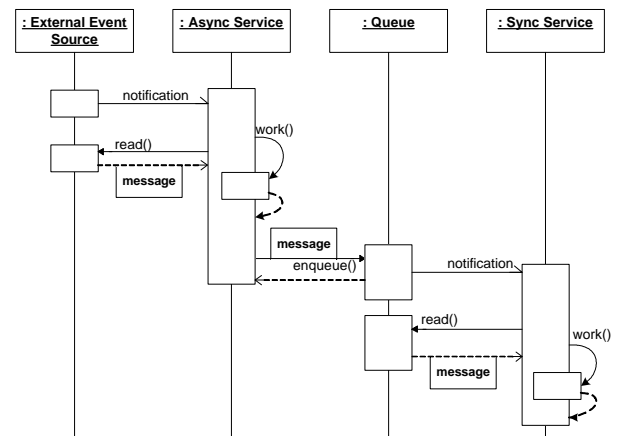 : External Event
Source
: Async Service
: Queue
: Sync Service
notification
work()
read()
message
message
enqueue()
notification
read()
work()
message